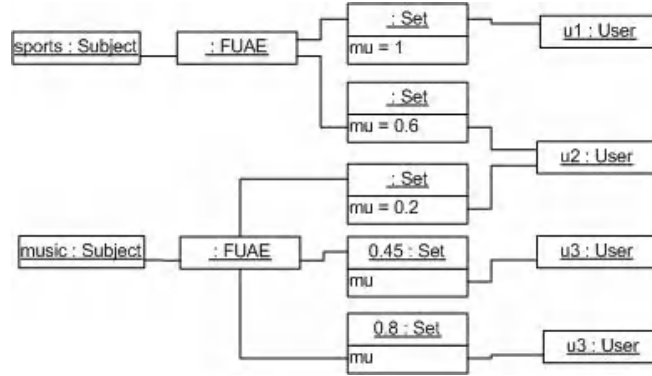 : Set
mu = 1
u1 : User
sports : Subject
: FUAE
: Set
mu = 0.6
u2 : User
: Set
mu = 0.2
music : Subject
: FUAE
0.45 : Set
mu
u3 : User
0.8 : Set
mu
u3 : User